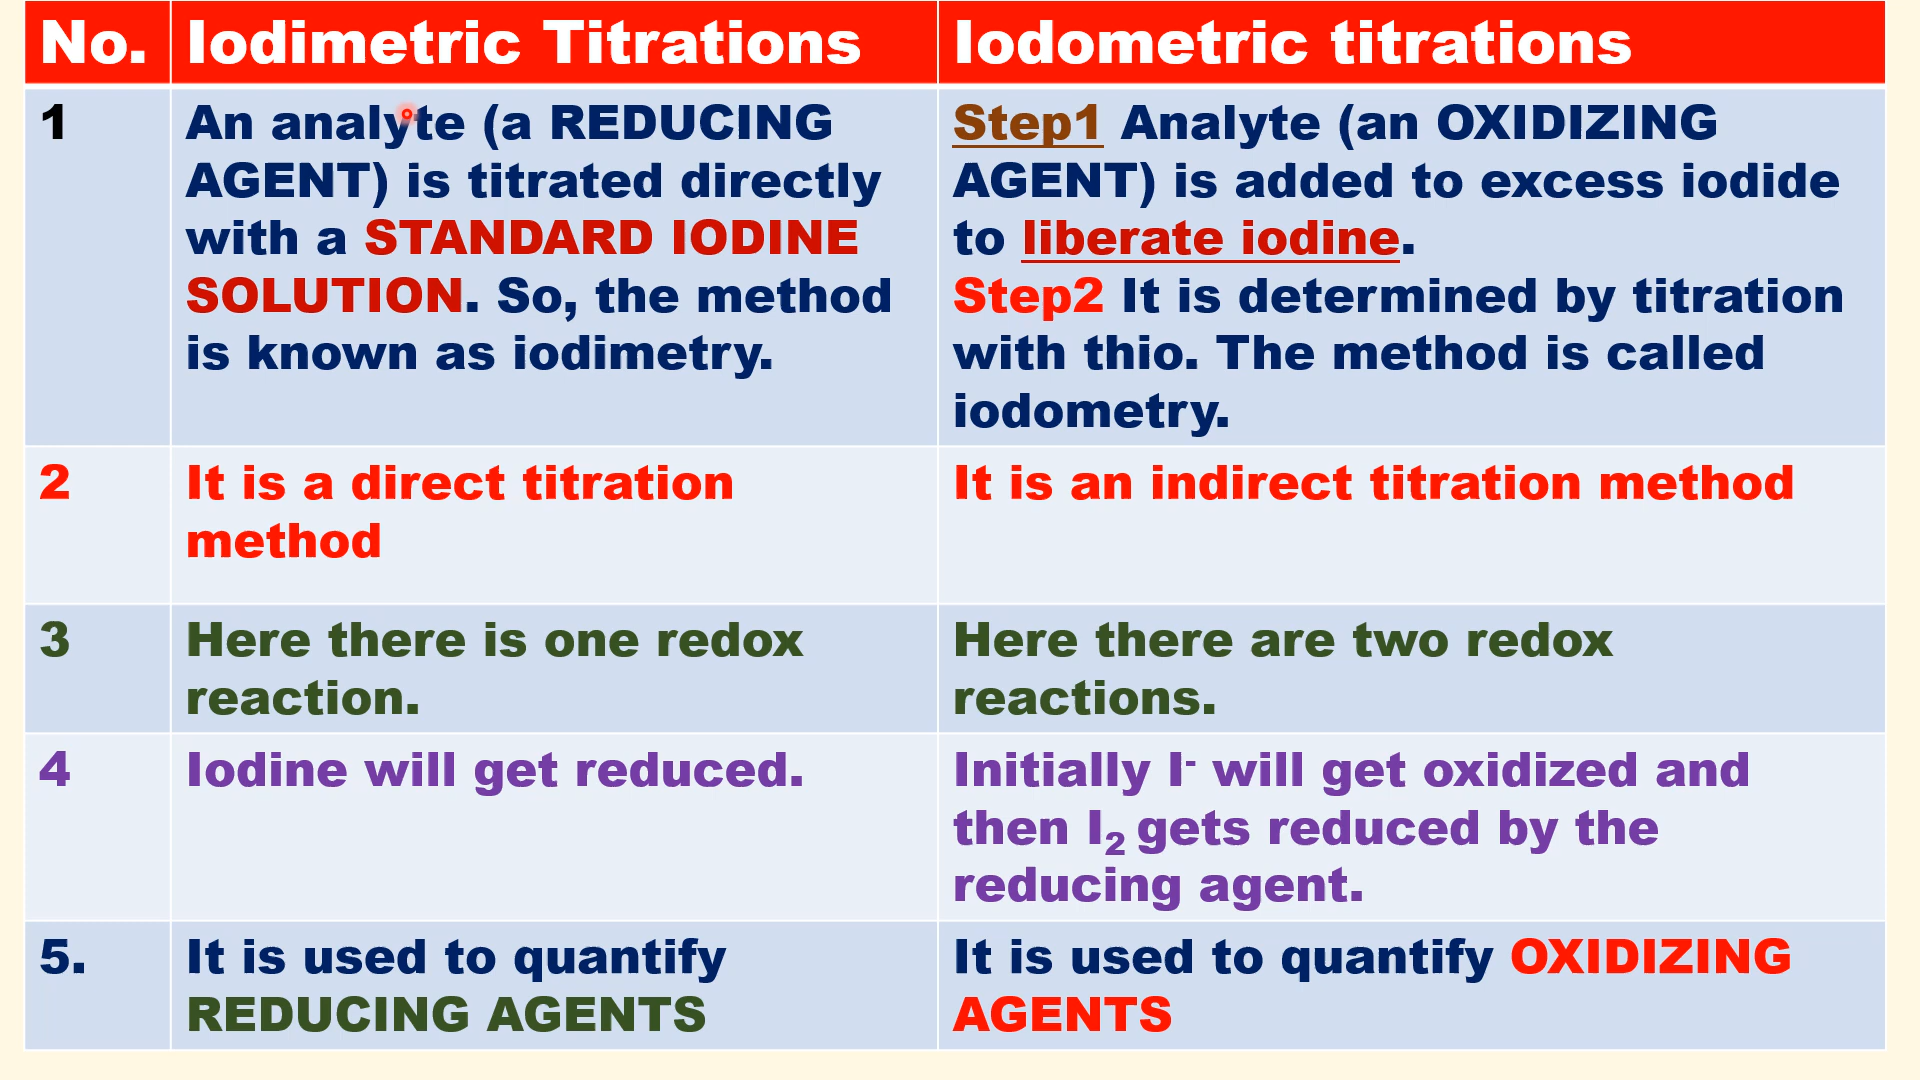 No. Iodimetric Titrations Iodometric titrations
1
An analyte (a REDUCING
AGENT) is titrated directly
with a STANDARD IODINE
SOLUTION. So, the method
is known as iodimetry.
Step1 Analyte (an OXIDIZING
AGENT) is added to excess iodide
to liberate iodine.
Step2 It is determined by titration
with thio. The method is called
iodometry.
2
It is a direct titration
method
It is an indirect titration method
3
Here there is one redox
reaction.
Here there are two redox
reactions.
4
Iodine will get reduced.
Initially I⁻ will get oxidized and
then I₂ gets reduced by the
reducing agent.
5.
It is used to quantify
REDUCING AGENTS
It is used to quantify OXIDIZING
AGENTS